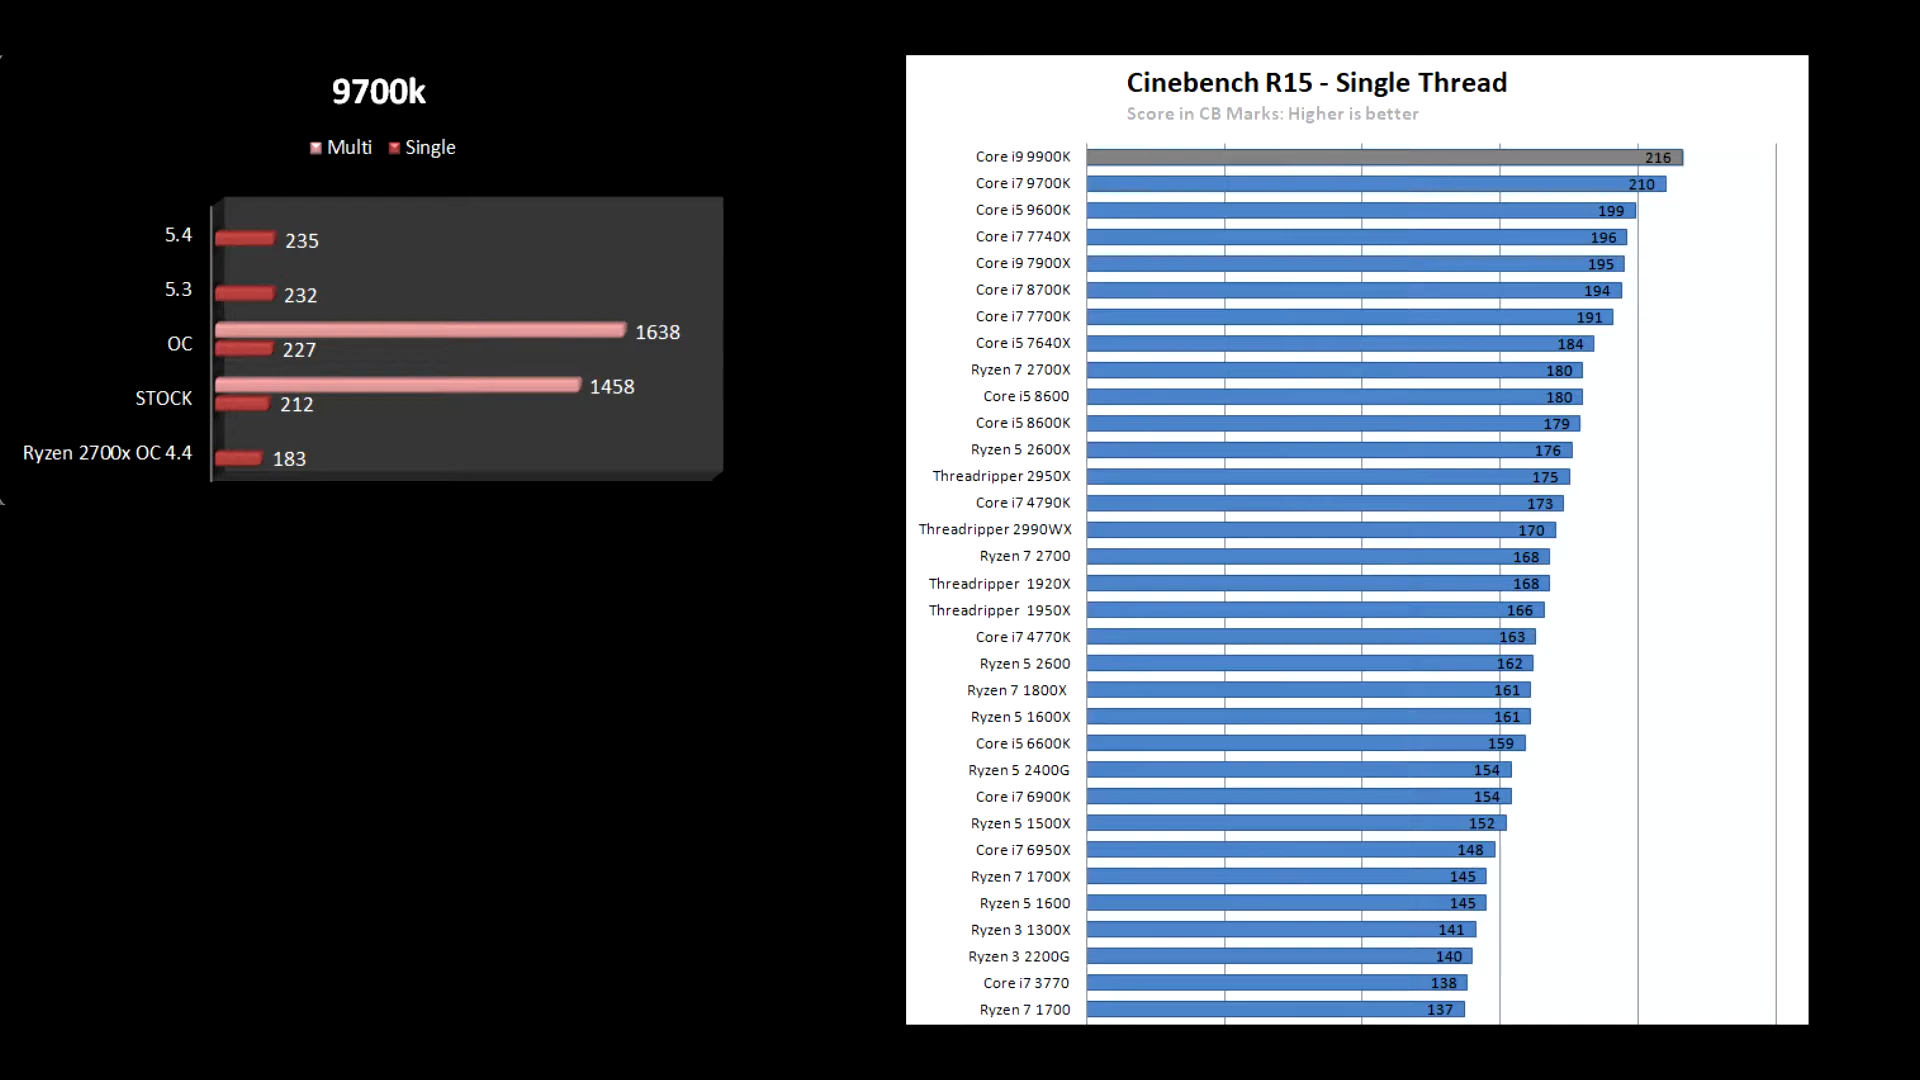 9700k
Multi Single
5.4 235
5.3 232
1638
OC 227
1458
STOCK 212
Ryzen 2700x OC 4.4 183
Cinebench R15 - Single Thread
Score in CB Marks: Higher is better
Core i9 9900K 216
Core i7 9700K 210
Core i5 9600K 199
Core i7 7740X 196
Core i9 7900X 195
Core i7 8700K 194
Core i7 7700K 191
Core i5 7640X 184
Ryzen 7 2700X 180
Core i5 8600 180
Core i5 8600K 179
Ryzen 5 2600X 176
Threadripper 2950X 175
Core i7 4790K 173
Threadripper 2990WX 170
Ryzen 7 2700 168
Threadripper 1920X 168
Threadripper 1950X 166
Core i7 4770K 163
Ryzen 5 2600 162
Ryzen 7 1800X 161
Ryzen 5 1600X 161
Core i5 6600K 159
Ryzen 5 2400G 154
Core i7 6900K 154
Ryzen 5 1500X 152
Core i7 6950X 148
Ryzen 7 1700X 145
Ryzen 5 1600 145
Ryzen 3 1300X 141
Ryzen 3 2200G 140
Core i7 3770 138
Ryzen 7 1700 137